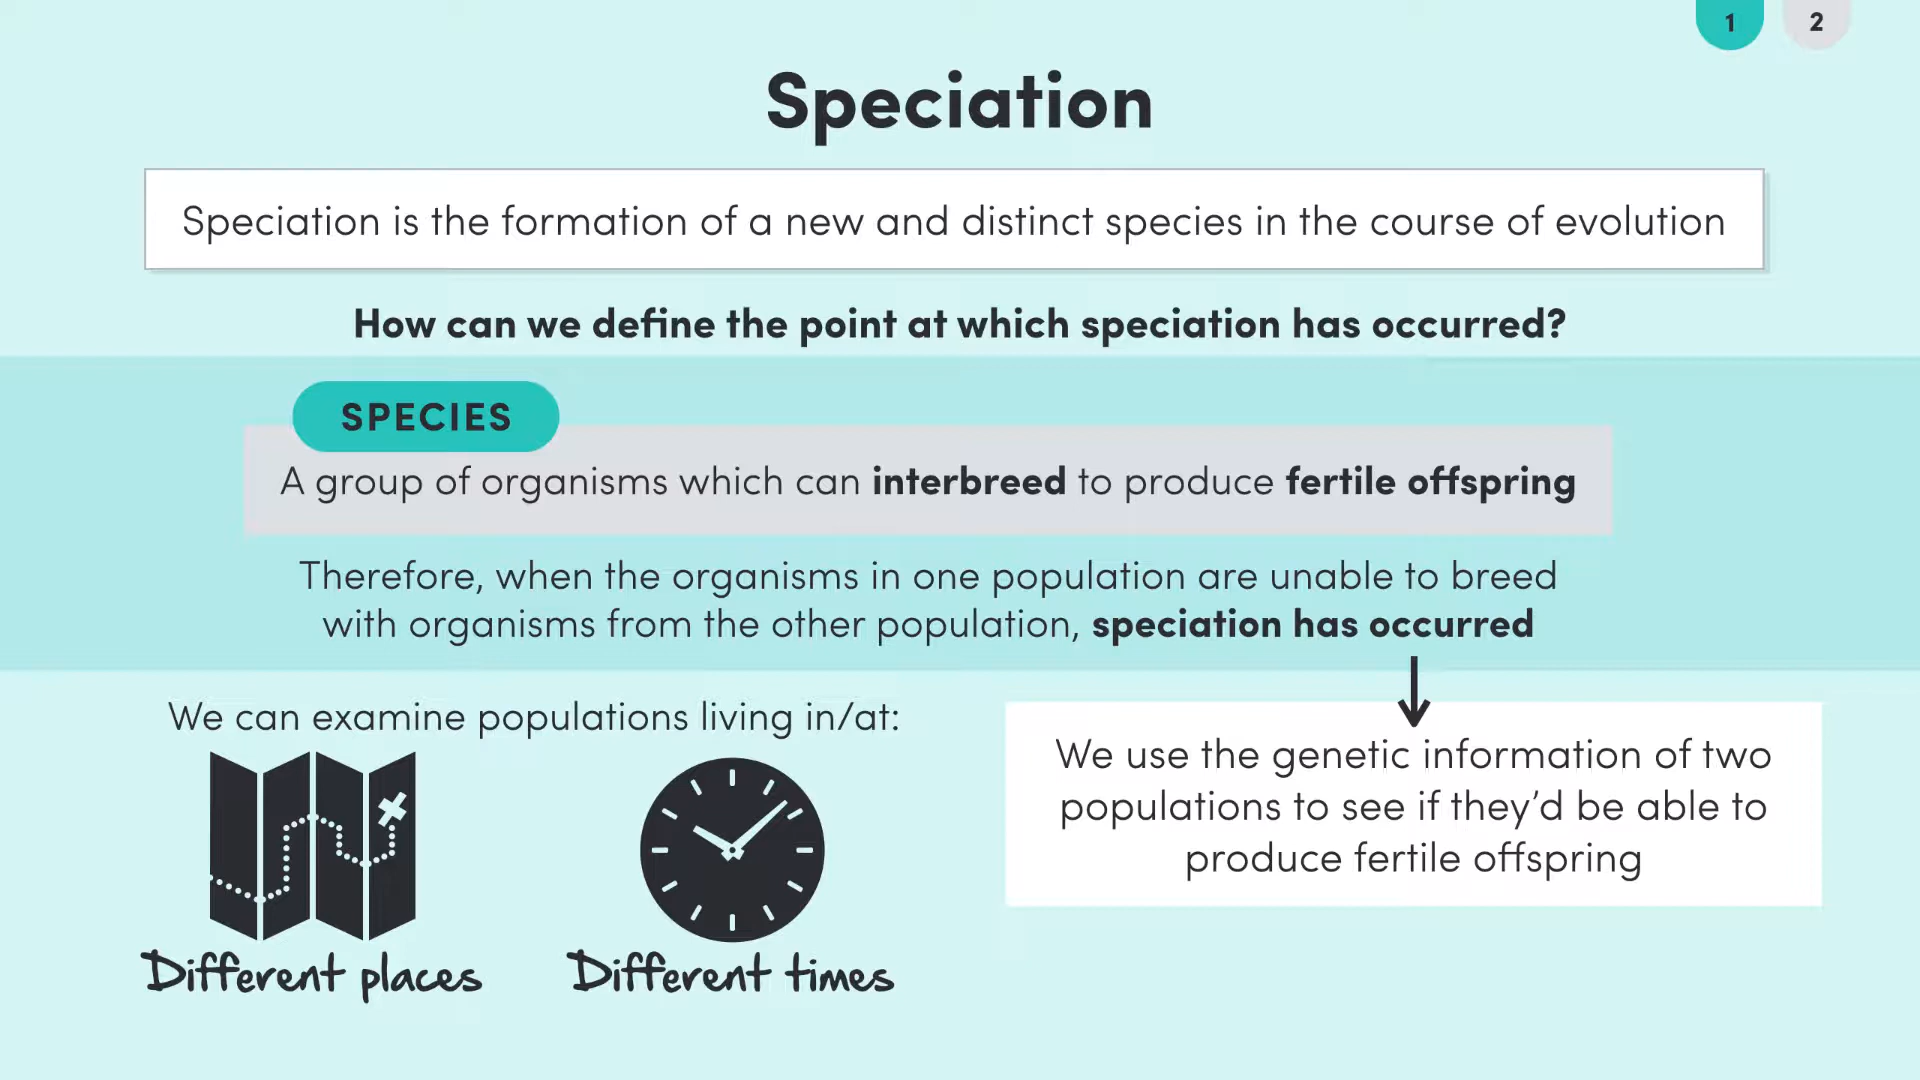 1 2
Speciation
Speciation is the formation of a new and distinct species in the course of evolution
How can we define the point at which speciation has occurred?
SPECIES
A group of organisms which can interbreed to produce fertile offspring
Therefore, when the organisms in one population are unable to breed
with organisms from the other population, speciation has occurred
We can examine populations living in/at:
Different places
Different times
We use the genetic information of two
populations to see if they'd be able to
produce fertile offspring